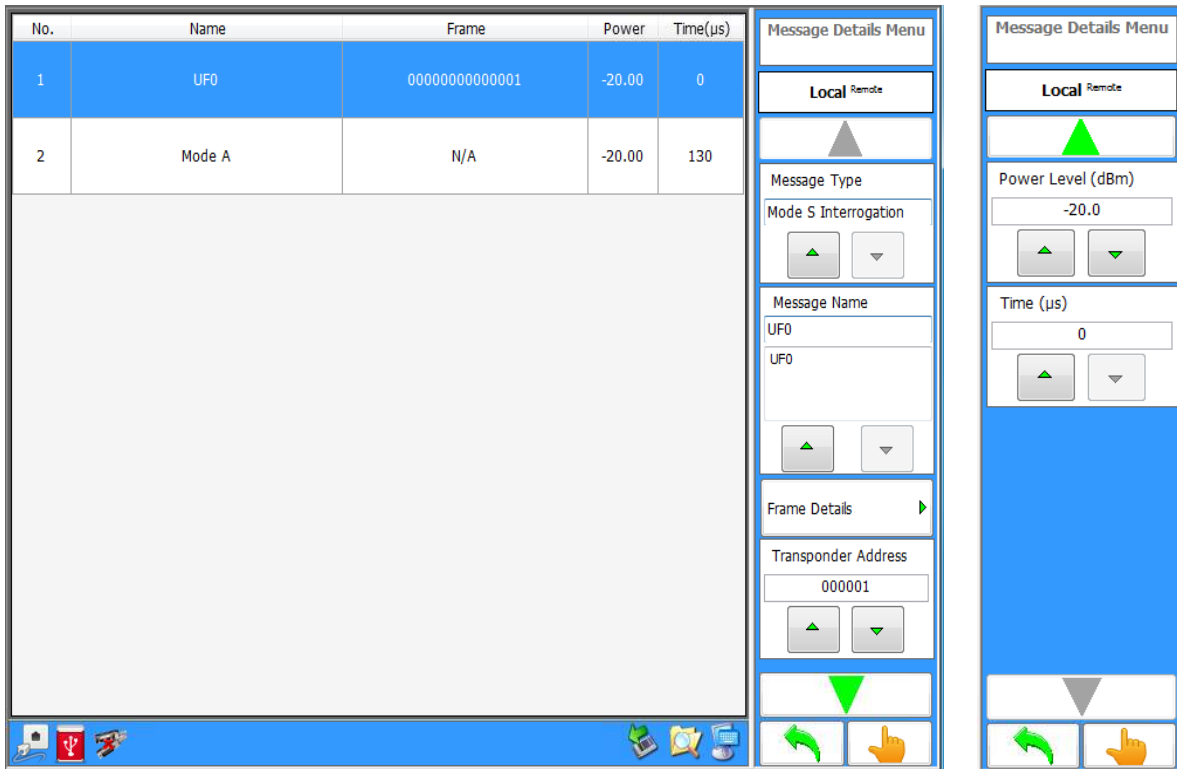 No. Name Frame Power Time(µs)
1 UF0 00000000000001 -20.00 0
2 Mode A N/A -20.00 130
Message Details Menu
Local Remote
Message Type
Mode S Interrogation
Message Name
UF0
UF0
Frame Details
Transponder Address
000001
Message Details Menu
Local Remote
Power Level (dBm)
-20.0
Time (µs)
0